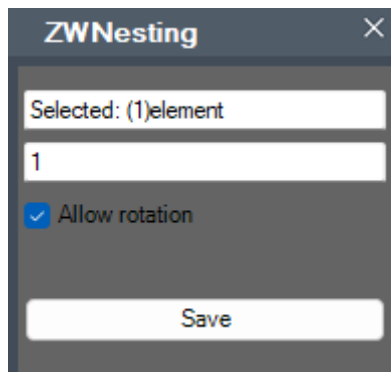 ZWNesting
Selected: (1)element
1
Allow rotation
Save